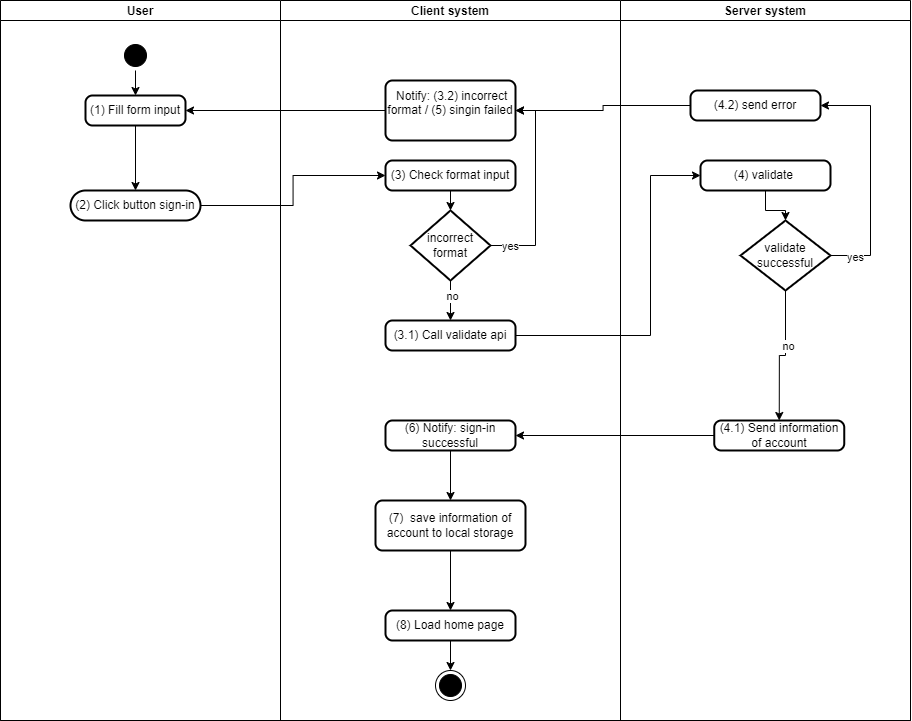 User
Client system
Server system
(1) Fill form input
Notify: (3.2) incorrect
format / (5) singin failed
(4.2) send error
(2) Click button sign-in
(3) Check format input
(4) validate
incorrect
format
yes
validate
successful
yes
no
(3.1) Call validate api
no
(6) Notify: sign-in
successful
(4.1) Send information
of account
(7) save information of
account to local storage
(8) Load home page